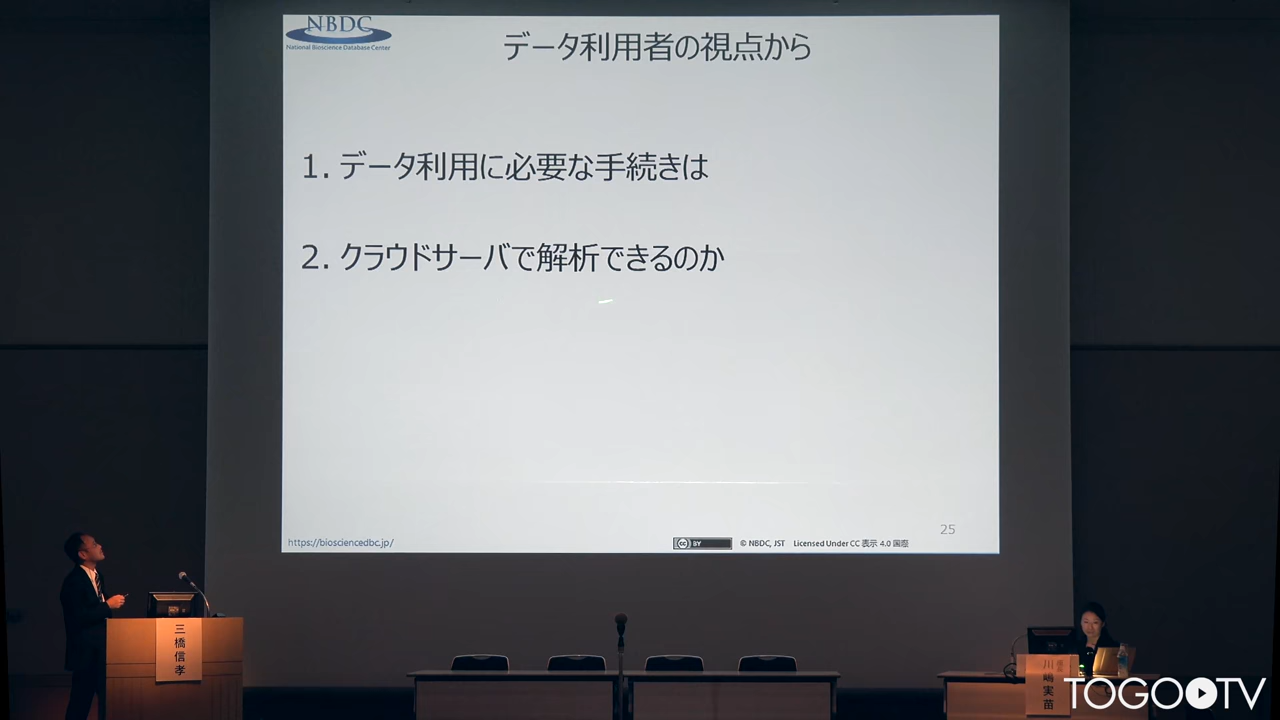 NBDC
National Bioscience Database Center
データ利用者の視点から
1. データ利用に必要な手続きは
2. クラウドサーバで解析できるのか
25
https://biosciencedbc.jp/
cc BY
© NBDC, JST Licensed Under CC 表示 4.0 国際
三橋信孝
川嶋実苗
TOGOTV